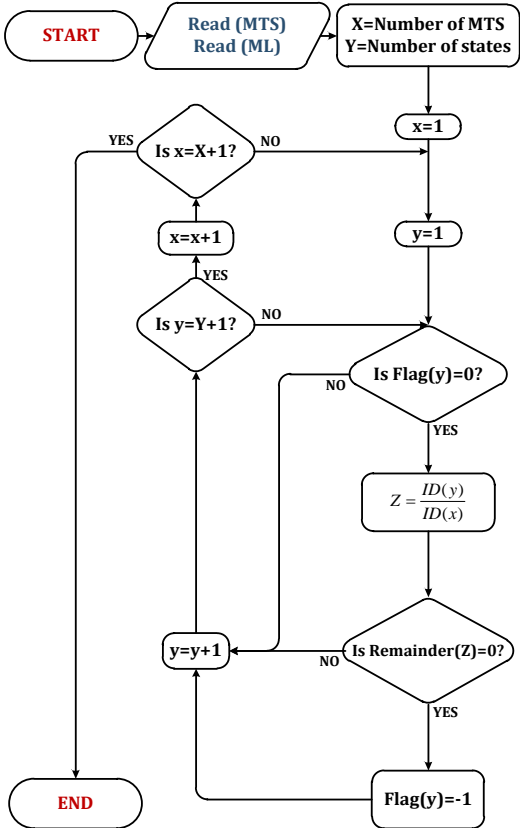 START
Read (MTS)
Read (ML)
X=Number of MTS
Y=Number of states
x=1
YES
Is x=X+1?
NO
x=x+1
y=1
YES
Is y=Y+1?
NO
Is Flag(y)=0?
NO
YES
Z = ID(y) / ID(x)
y=y+1
Is Remainder(Z)=0?
NO
YES
END
Flag(y)=-1